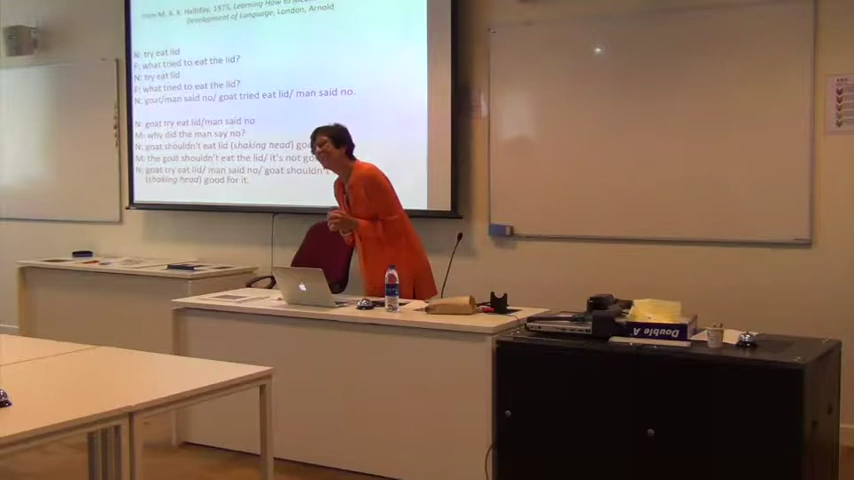 from M. A. K. Halliday, 1975, Learning How to
Development of Language, London, Arnold
N: try eat lid
F: what tried to eat the lid?
N: try eat lid
F: what tried to eat the lid?
N: goat/man said no/ goat tried eat lid/ man said no.
N: goat try eat lid/man said no
M: why did the man say no?
N: goat shouldn't eat lid (shaking head)
M: the goat shouldn't eat the lid/ it's not
N: goat try eat lid/ man said no/ goat shouldn't
(shaking head) good for it.
Double A